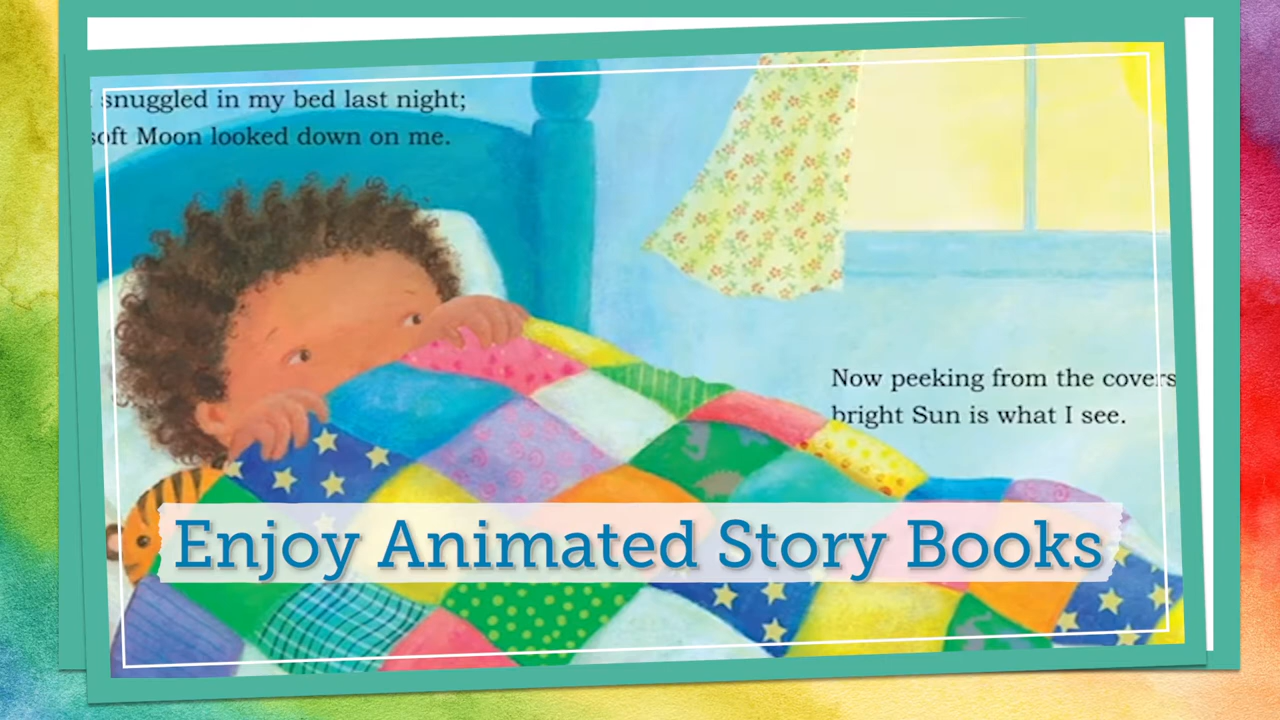 I snuggled in my bed last night;
soft Moon looked down on me.
Now peeking from the covers
bright Sun is what I see.
Enjoy Animated Story Books